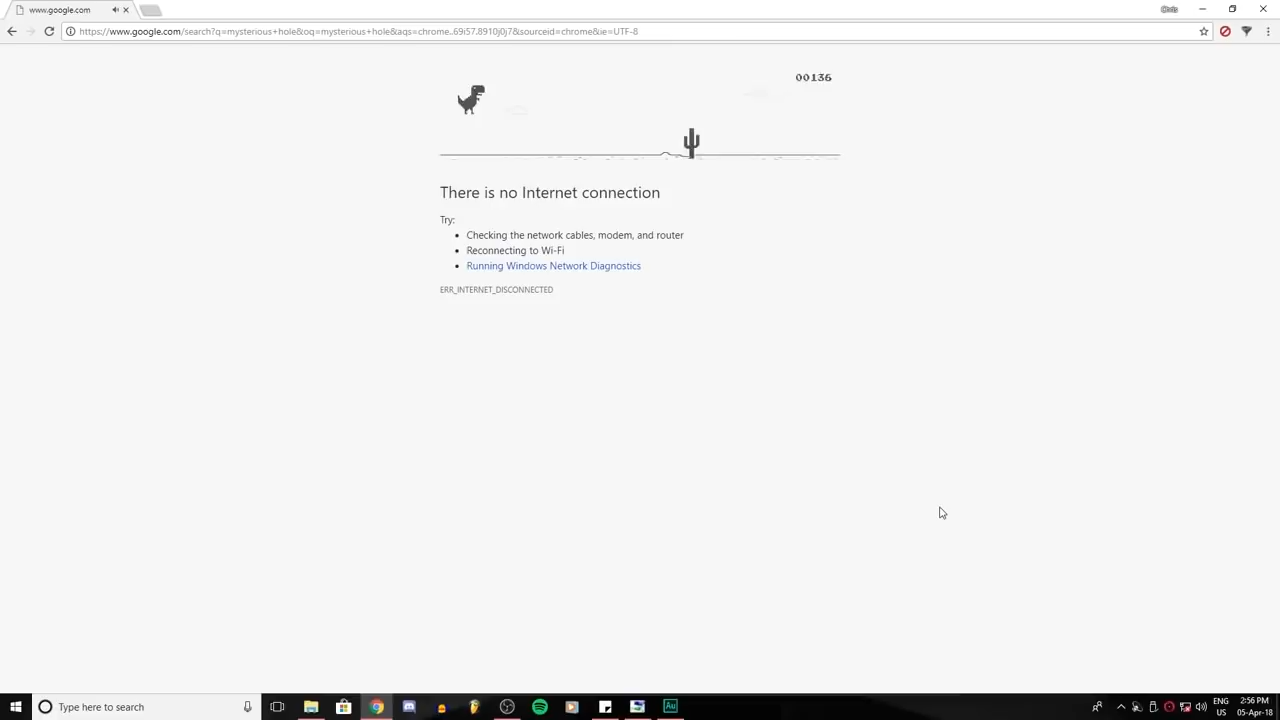 www.google.com
Chris
https://www.google.com/search?q=mysterious+hole&oq=mysterious+hole&aqs=chrome..69i57.8910j0j7&sourceid=chrome&ie=UTF-8
00136
There is no Internet connection
Try:
Checking the network cables, modem, and router
Reconnecting to Wi-Fi
Running Windows Network Diagnostics
ERR_INTERNET_DISCONNECTED
Type here to search
Au
ENG
US
2:56 PM
05-Apr-18